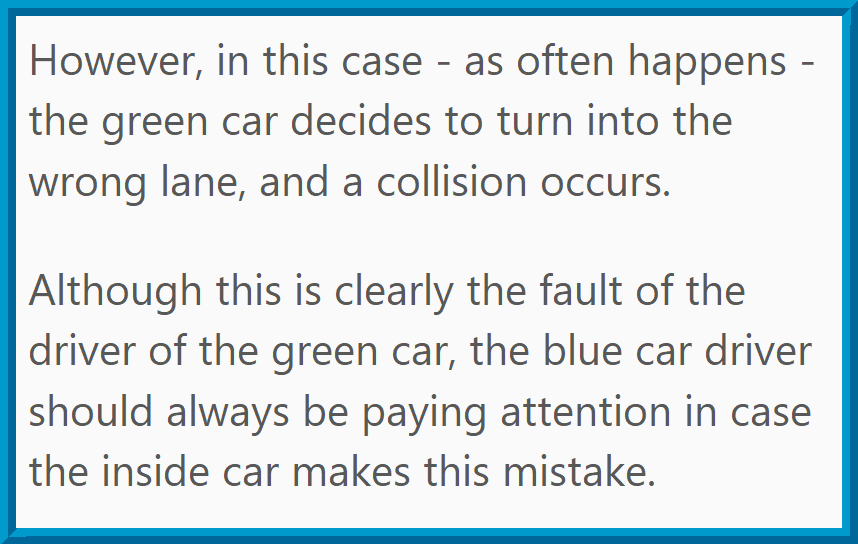 However, in this case - as often happens -
the green car decides to turn into the
wrong lane, and a collision occurs.
Although this is clearly the fault of the
driver of the green car, the blue car driver
should always be paying attention in case
the inside car makes this mistake.